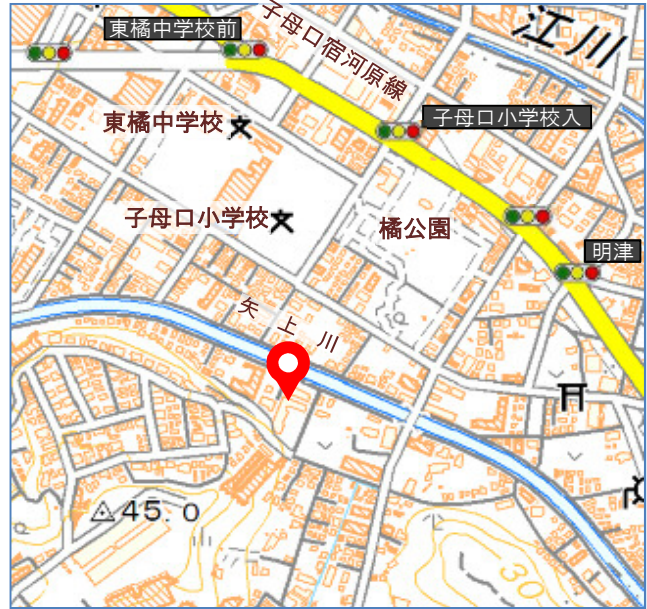 東橘中学校前
子母口宿河原線
江川
東橘中学校
子母口小学校入
子母口小学校
橘公園
明津
矢上川
45.0
30